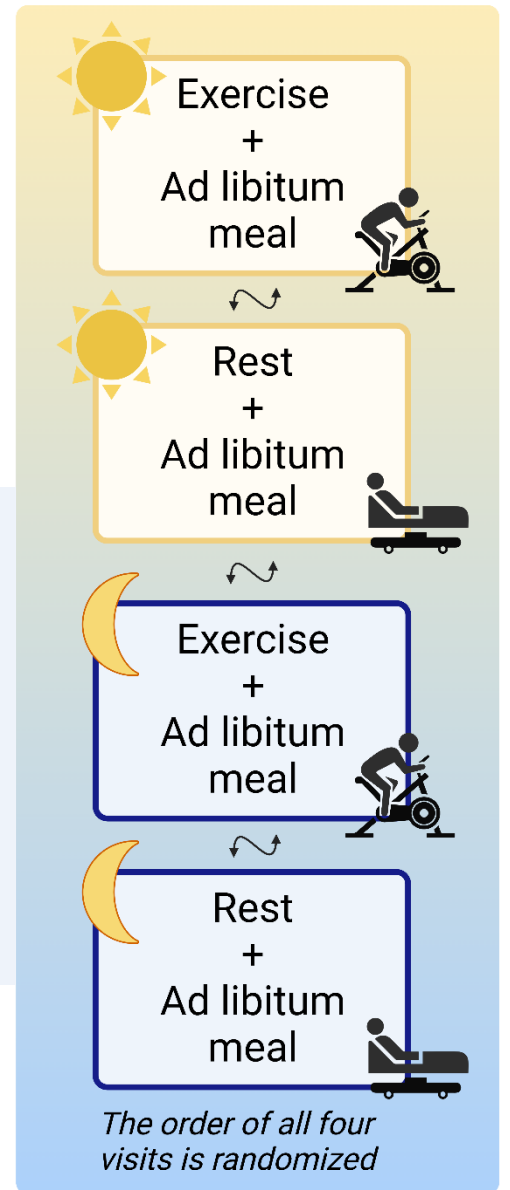 Exercise
+
Ad libitum
meal
Rest
+
Ad libitum
meal
Exercise
+
Ad libitum
meal
Rest
+
Ad libitum
meal
The order of all four
visits is randomized